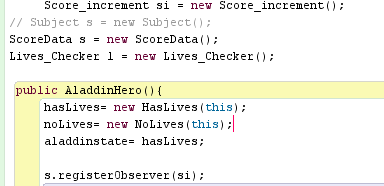 Score_increment si = new Score_increment();
// Subject s = new Subject();
ScoreData s = new ScoreData();
Lives_Checker l = new Lives_Checker();
public AladdinHero(){
hasLives= new HasLives(this);
noLives= new NoLives(this);
aladdinstate= hasLives;
s.registerObserver(si);